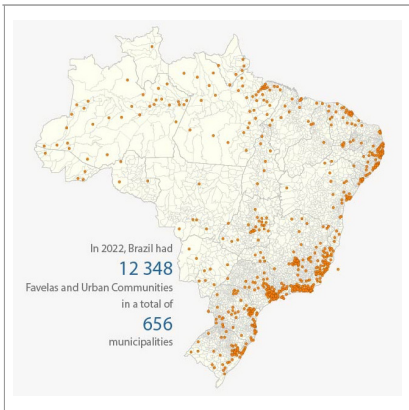 In 2022, Brazil had
12 348
Favelas and Urban Communities
in a total of
656
municipalities